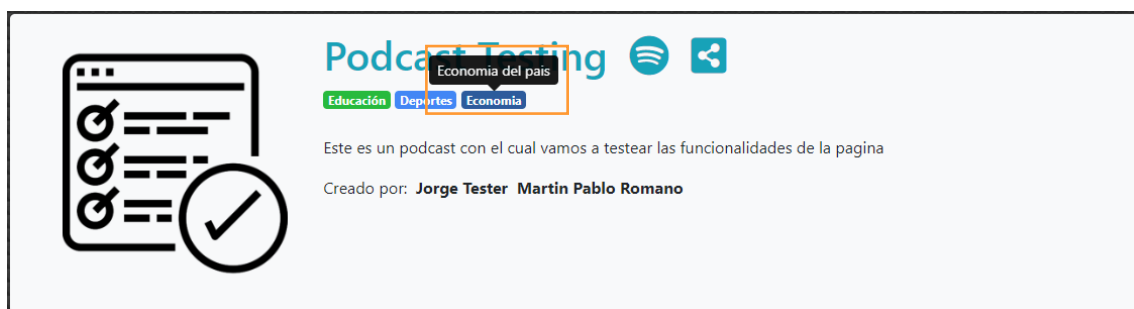 Podcast Testing
Economia del pais
Educación Deportes Economia
Este es un podcast con el cual vamos a testear las funcionalidades de la pagina
Creado por: Jorge Tester Martin Pablo Romano